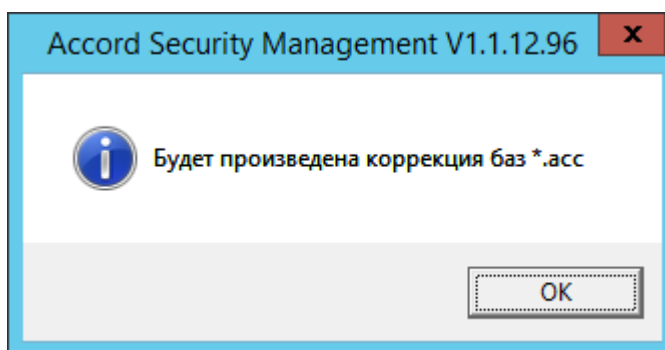 Accord Security Management V1.1.12.96
Будет произведена коррекция баз *.acc
OK